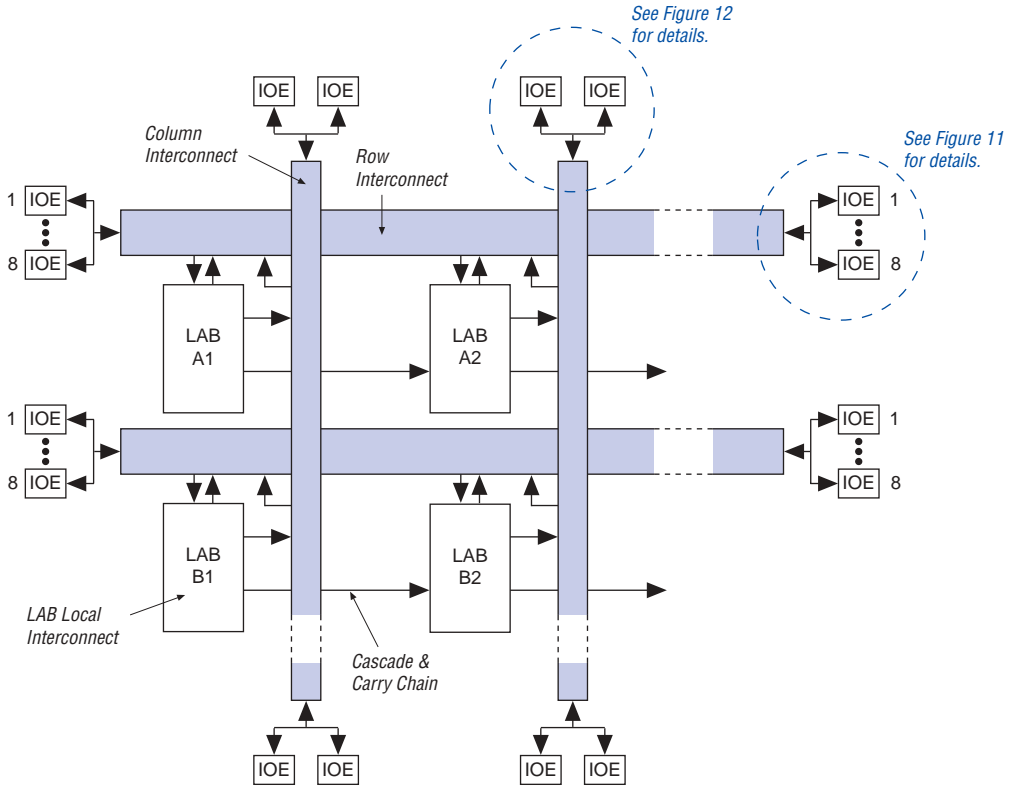 See Figure 12
for details.
IOE IOE
IOE IOE
Column
Interconnect
Row
Interconnect
See Figure 11
for details.
1 IOE
8 IOE
IOE 1
IOE 8
LAB
A1
LAB
A2
1 IOE
8 IOE
IOE 1
IOE 8
LAB
B1
LAB
B2
LAB Local
Interconnect
Cascade &
Carry Chain
IOE IOE
IOE IOE